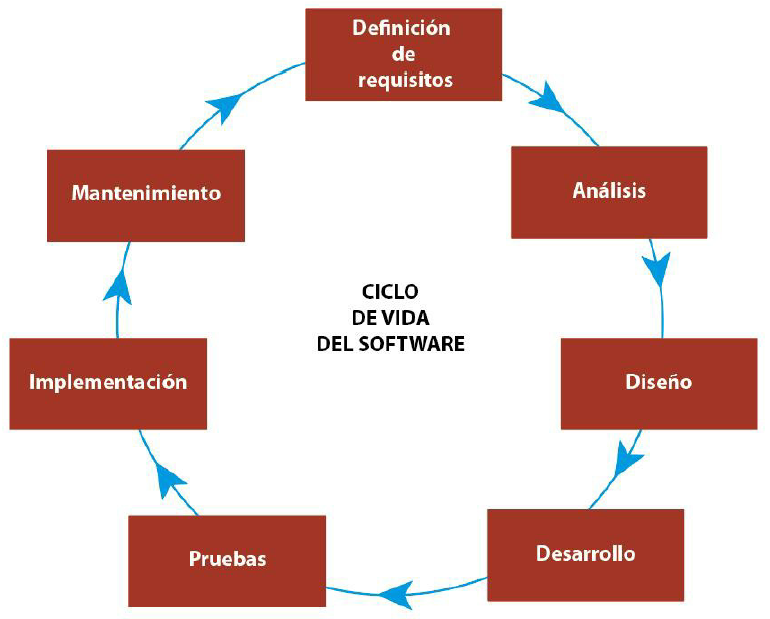 Definición
de
requisitos
Análisis
Diseño
Desarrollo
Pruebas
Implementación
Mantenimiento
CICLO
DE VIDA
DEL SOFTWARE